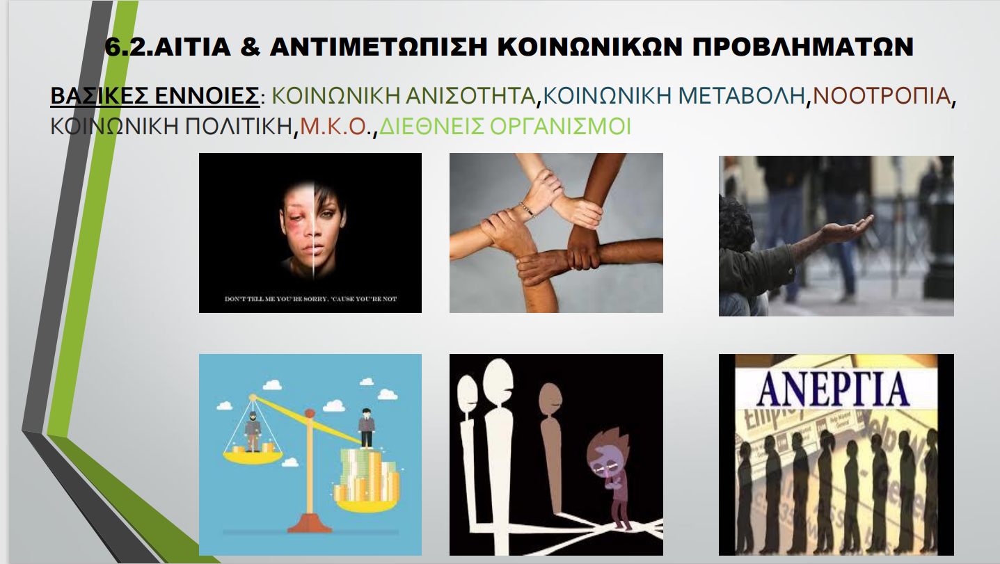 6.2.ΑΙΤΙΑ & ΑΝΤΙΜΕΤΩΠΙΣΗ ΚΟΙΝΩΝΙΚΩΝ ΠΡΟΒΛΗΜΑΤΩΝ
ΒΑΣΙΚΕΣ ΕΝΝΟΙΕΣ: ΚΟΙΝΩΝΙΚΗ ΑΝΙΣΟΤΗΤΑ,ΚΟΙΝΩΝΙΚΗ ΜΕΤΑΒΟΛΗ,ΝΟΟΤΡΟΠΙΑ,
ΚΟΙΝΩΝΙΚΗ ΠΟΛΙΤΙΚΗ,Μ.Κ.Ο.,ΔΙΕΘΝΕΙΣ ΟΡΓΑΝΙΣΜΟΙ
DON'T TELL ME YOU'RE SORRY, 'CAUSE YOU'RE NOT
ΑΝΕΡΓΙΑ